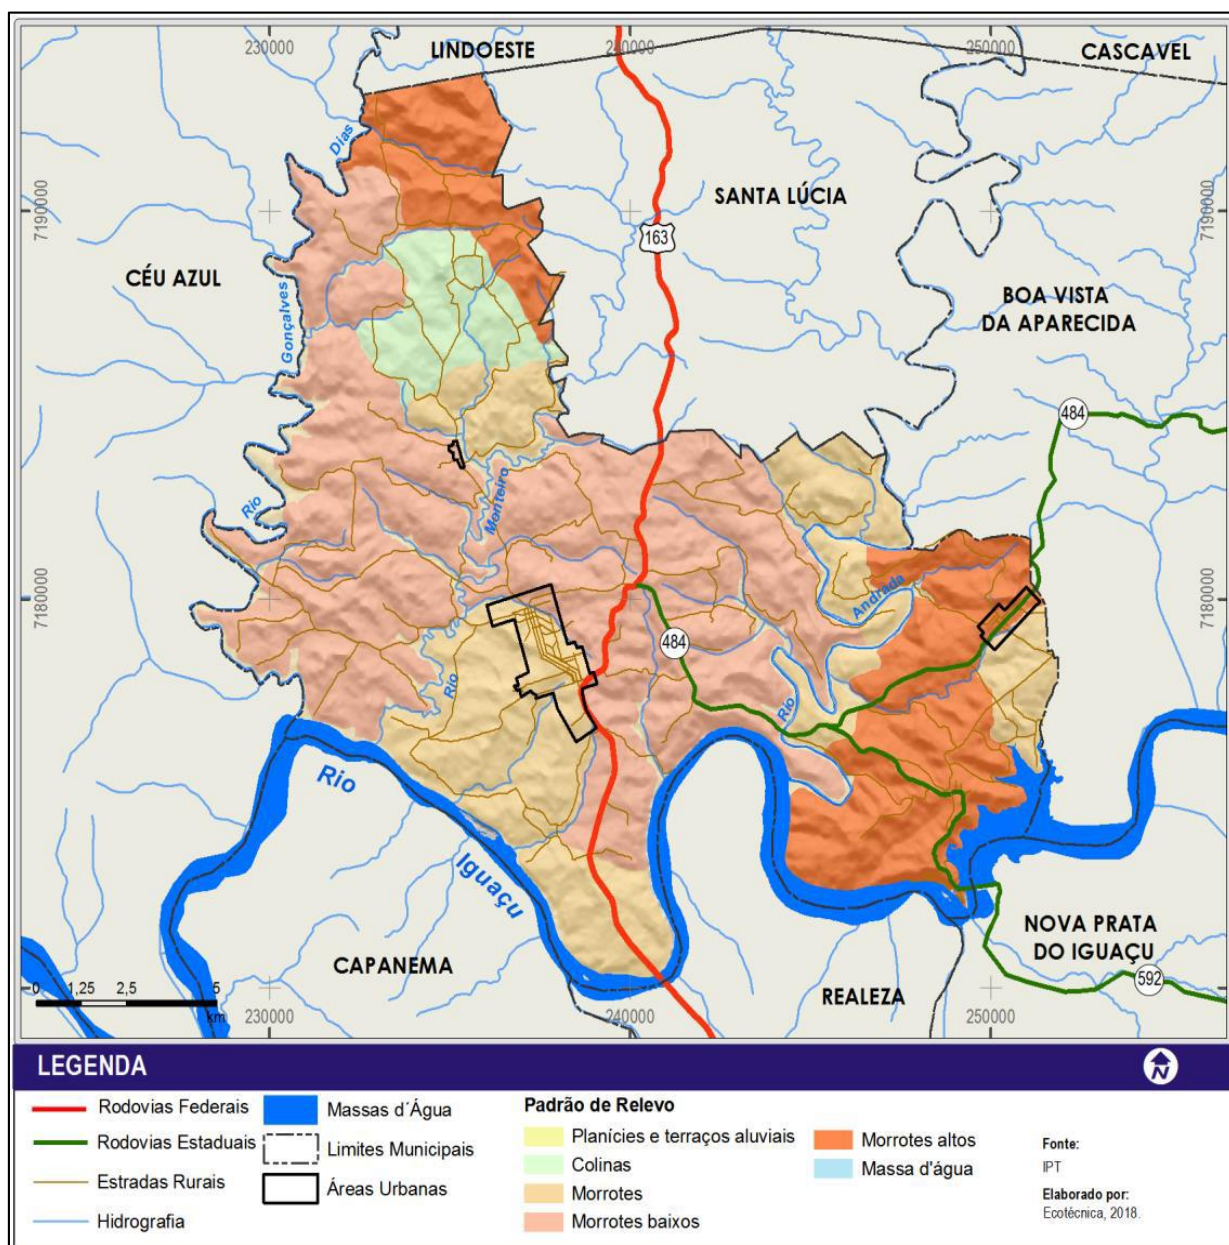 230000
240000
250000
LINDOESTE
CASCAVEL
Dias
7190000
7190000
SANTA LÚCIA
163
CÉU AZUL
Gonçalves
BOA VISTA
DA APARECIDA
484
Monteiro
Rio
Andrada
7180000
7180000
484
Rio
Rio
Rio
Iguaçu
CAPANEMA
NOVA PRATA
DO IGUAÇU
592
REALEZA
0 1,25 2,5 5
km
230000
240000
250000
LEGENDA
N
Rodovias Federais
Rodovias Estaduais
Estradas Rurais
Hidrografia
Massas d´Água
Limites Municipais
Áreas Urbanas
Padrão de Relevo
Planícies e terraços aluviais
Colinas
Morrotes
Morrotes baixos
Morrotes altos
Massa d'água
Fonte:
IPT
Elaborado por:
Ecotécnica, 2018.